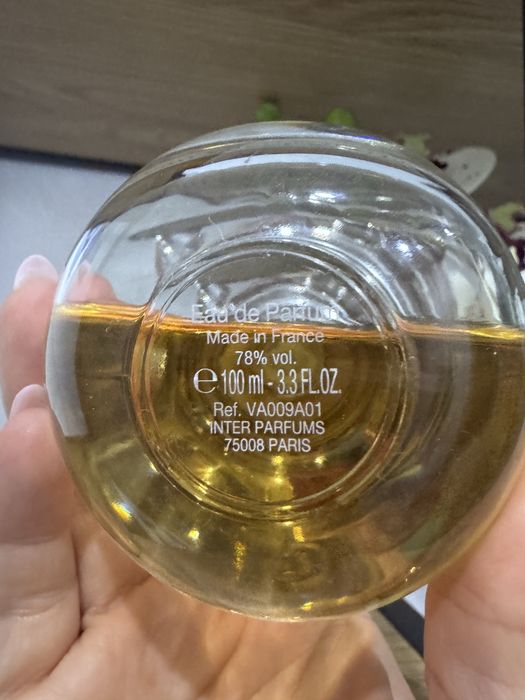 Eau de Parfum
Made in France
78% vol.
℮ 100 ml - 3.3 FL.OZ.
Ref. VA009A01
INTER PARFUMS
75008 PARIS